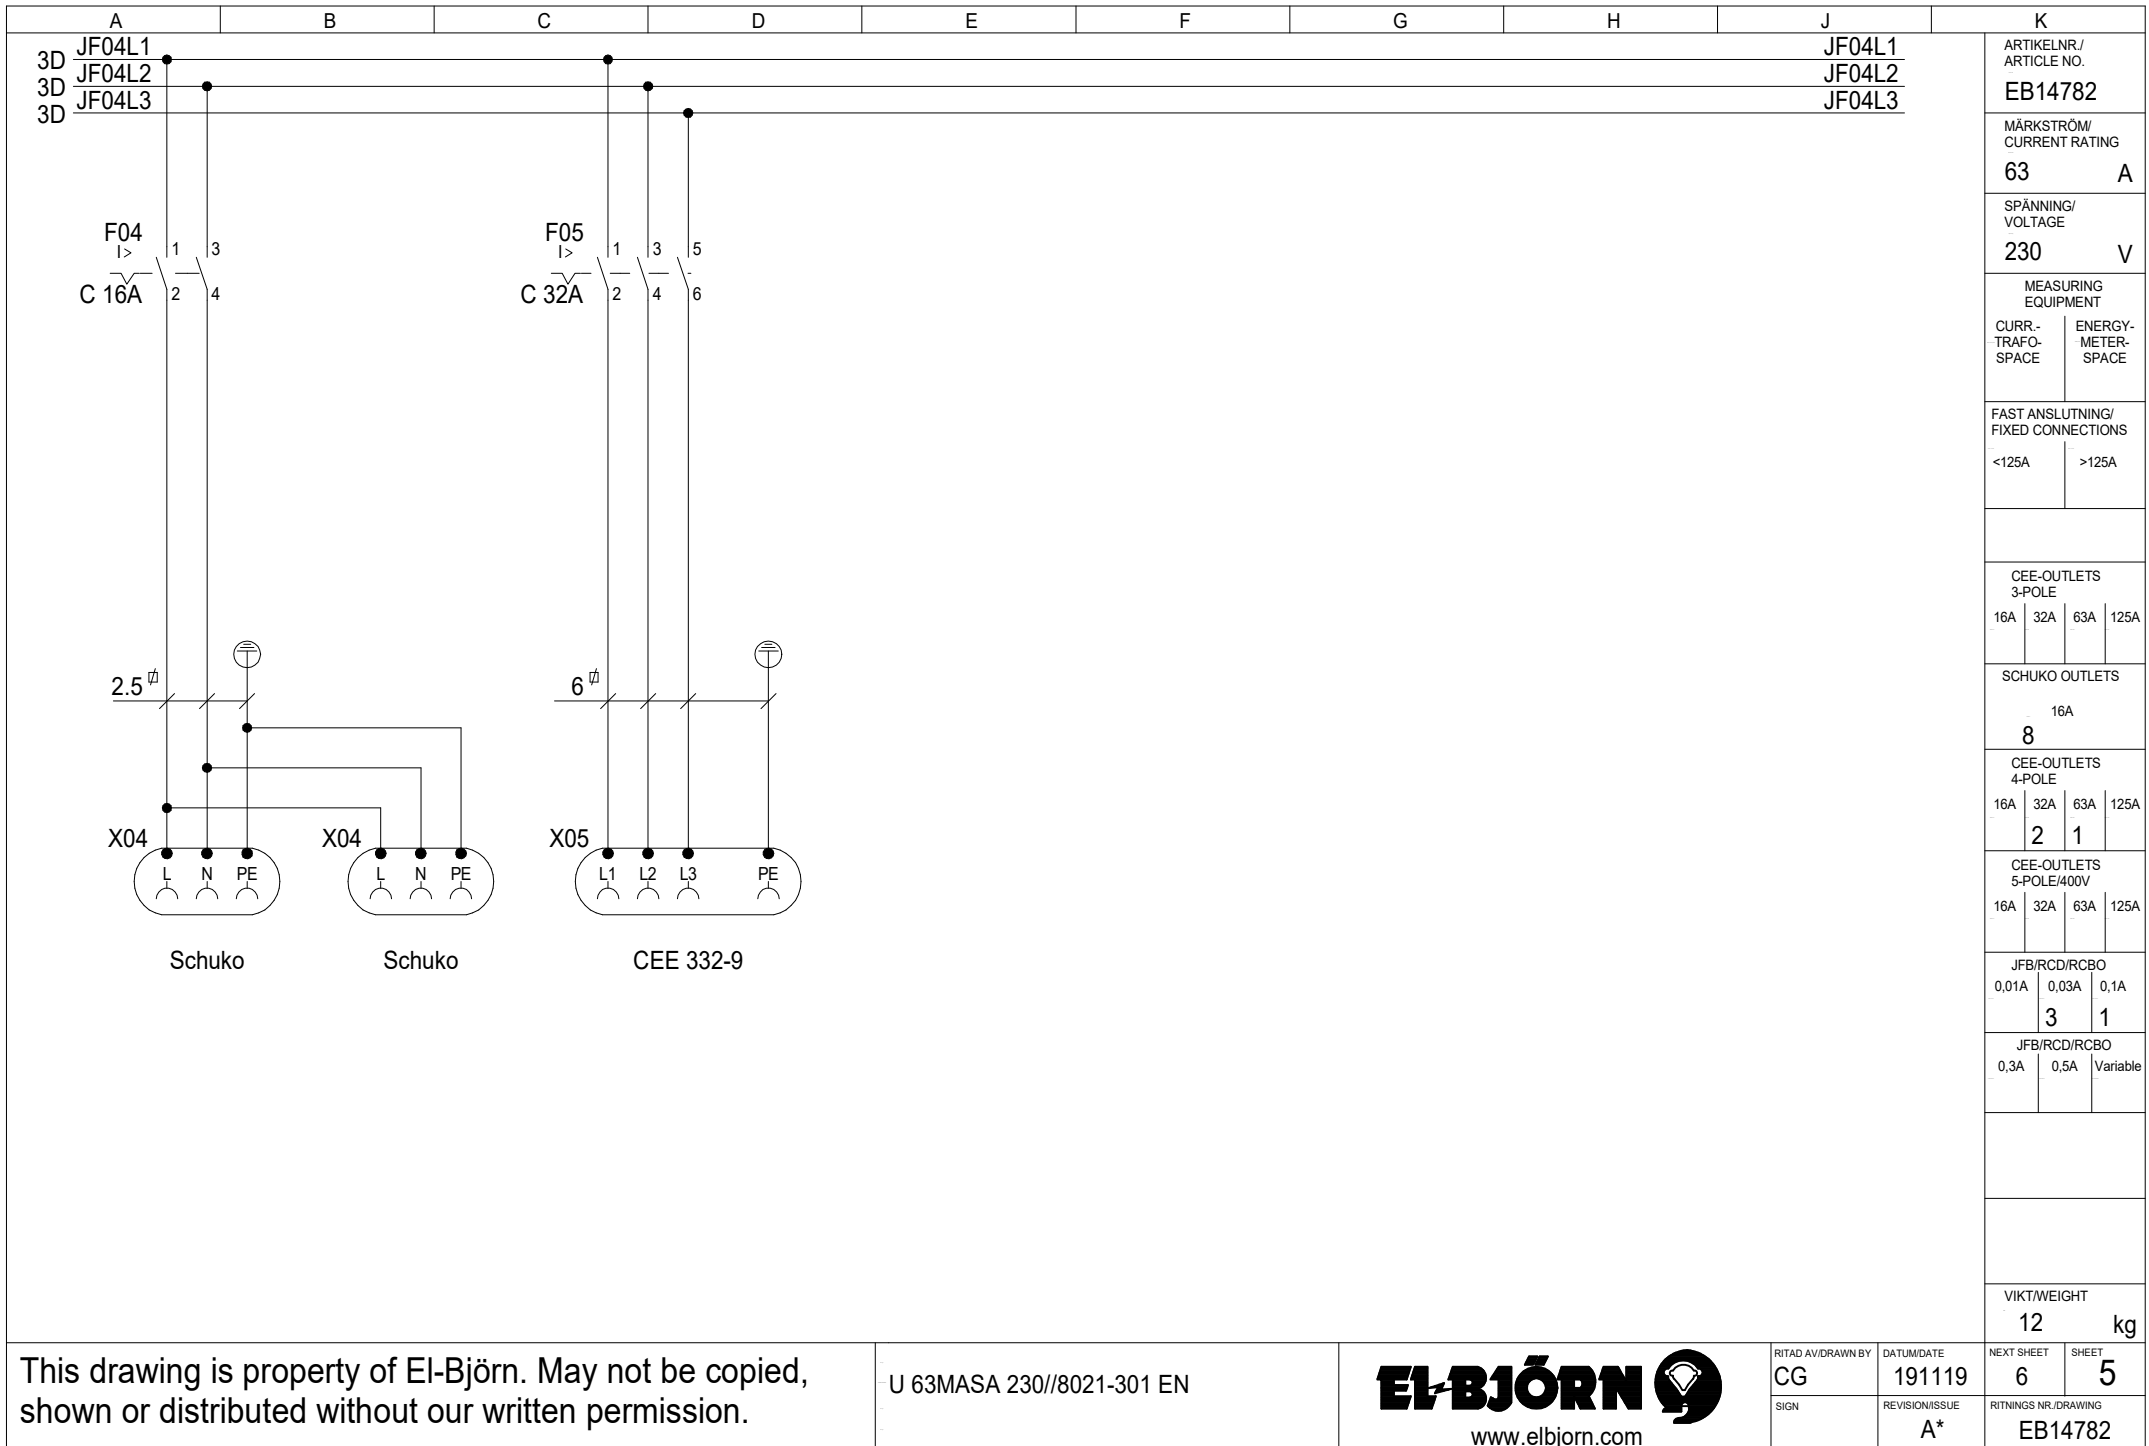 A B C D E F G H J K
3D JF04L1 JF04L1
3D JF04L2 JF04L2
3D JF04L3 JF04L3
F04
I>
C 16A
1 3
2 4
F05
I>
C 32A
1 3 5
2 4 6
2.5
6
X04
L N PE
Schuko
X04
L N PE
Schuko
X05
L1 L2 L3 PE
CEE 332-9
ARTIKELNR./
ARTICLE NO.
EB14782
MÄRKSTRÖM/
CURRENT RATING
63 A
SPÄNNING/
VOLTAGE
230 V
MEASURING
EQUIPMENT
CURR.-
TRAFO-
SPACE
ENERGY-
METER-
SPACE
FAST ANSLUTNING/
FIXED CONNECTIONS
<125A >125A
CEE-OUTLETS
3-POLE
16A 32A 63A 125A
SCHUKO OUTLETS
16A
8
CEE-OUTLETS
4-POLE
16A 32A 63A 125A
2 1
CEE-OUTLETS
5-POLE/400V
16A 32A 63A 125A
JFB/RCD/RCBO
0,01A 0,03A 0,1A
3 1
JFB/RCD/RCBO
0,3A 0,5A Variable
VIKT/WEIGHT
12 kg
This drawing is property of El-Björn. May not be copied,
shown or distributed without our written permission.
U 63MASA 230//8021-301 EN
EL-BJÖRN
www.elbjorn.com
RITAD AV/DRAWN BY
CG
DATUM/DATE
191119
NEXT SHEET
6
SHEET
5
SIGN
REVISION/ISSUE
A*
RITNINGS NR./DRAWING
EB14782